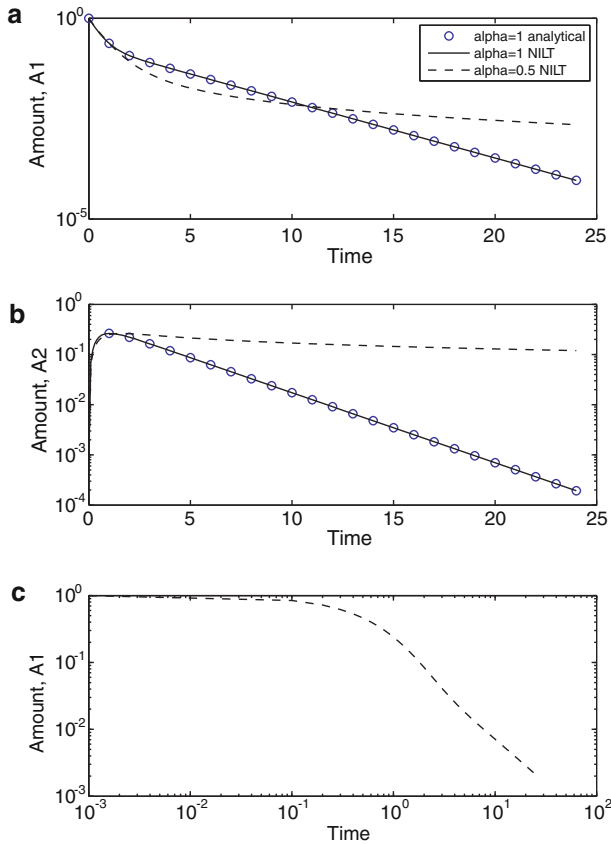 a
10^0
alpha=1 analytical
alpha=1 NILT
alpha=0.5 NILT
Amount, A1
10^-5
0 5 10 15 20 25
Time
b
10^0
10^-1
10^-2
10^-3
10^-4
Amount, A2
0 5 10 15 20 25
Time
c
10^0
10^-1
10^-2
10^-3
Amount, A1
10^-3 10^-2 10^-1 10^0 10^1 10^2
Time